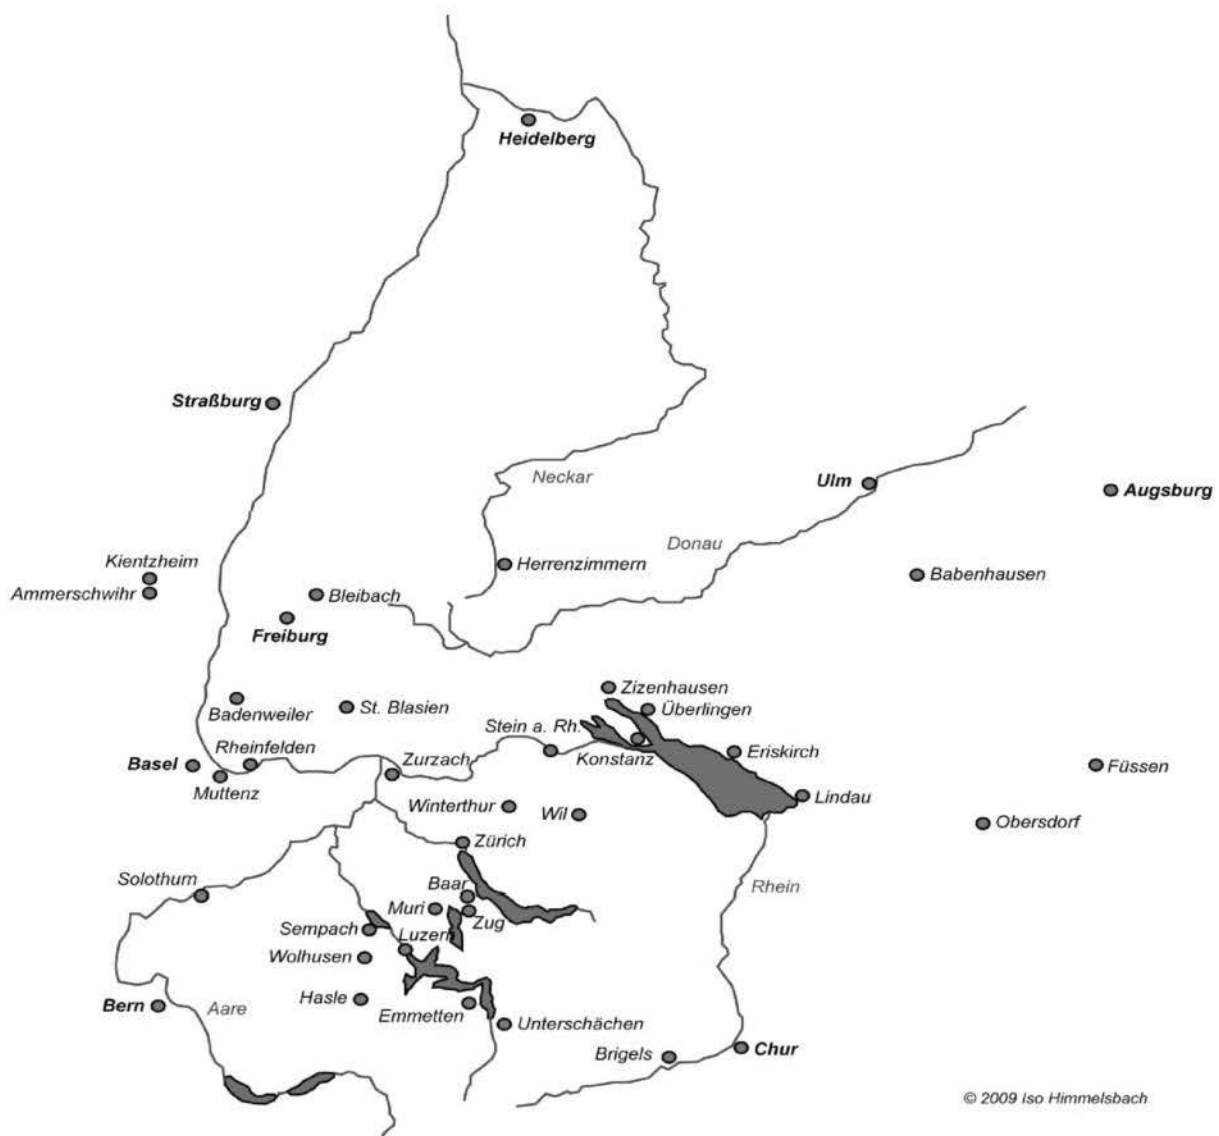 Heidelberg
Straßburg
Neckar
Ulm
Augsburg
Donau
Kientzheim
Herrenzimmern
Babenhausen
Ammerschwihr
Bleibach
Freiburg
Zizenhausen
Badenweiler
St. Blasien
Überlingen
Stein a. Rh.
Rheinfelden
Konstanz
Eriskirch
Basel
Zurzach
Füssen
Muttenz
Winterthur
Wil
Lindau
Obersdorf
Zürich
Solothurn
Baar
Rhein
Muri
Zug
Sempach
Luzern
Wolhusen
Hasle
Bern
Aare
Emmetten
Unterschächen
Brigels
Chur
© 2009 Iso Himmelsbach